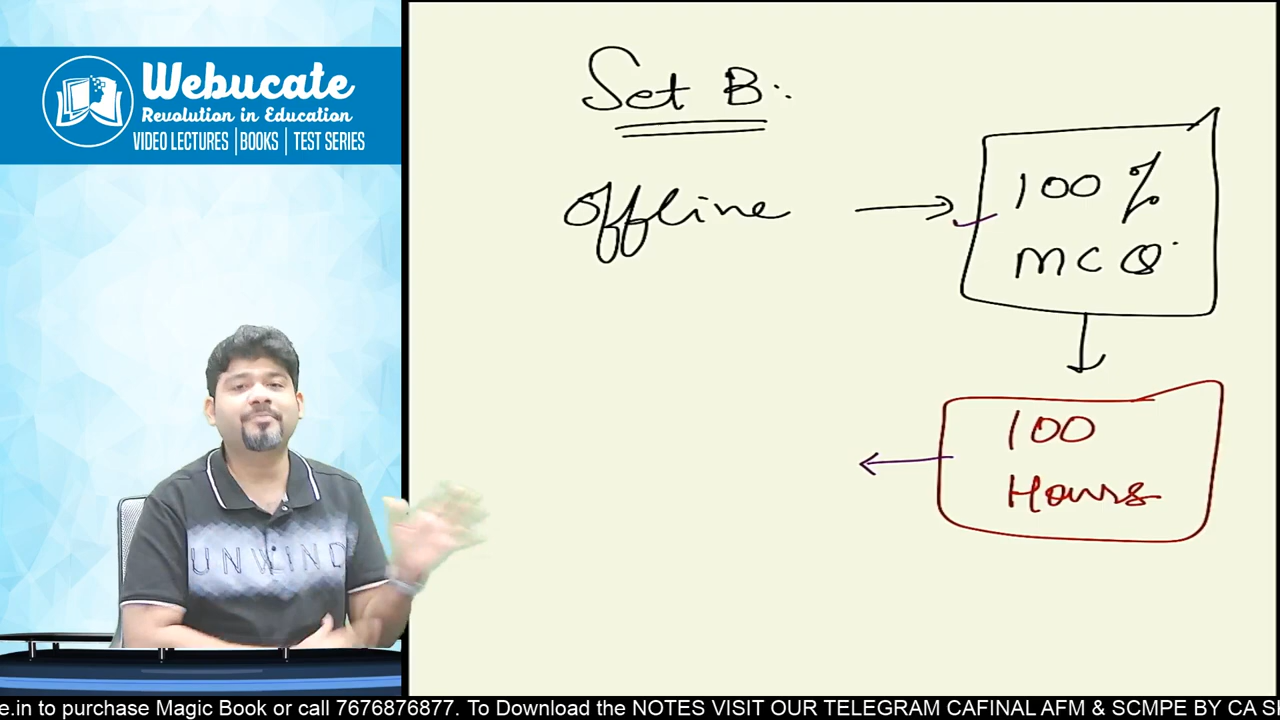 Webucate
Revolution in Education
VIDEO LECTURES | BOOKS | TEST SERIES
Set B:
Offline
100 %
MCQ
100
Hours
UNWIND
e.in to purchase Magic Book or call 7676876877. To Download the NOTES VISIT OUR TELEGRAM CAFINAL AFM & SCMPE BY CA S